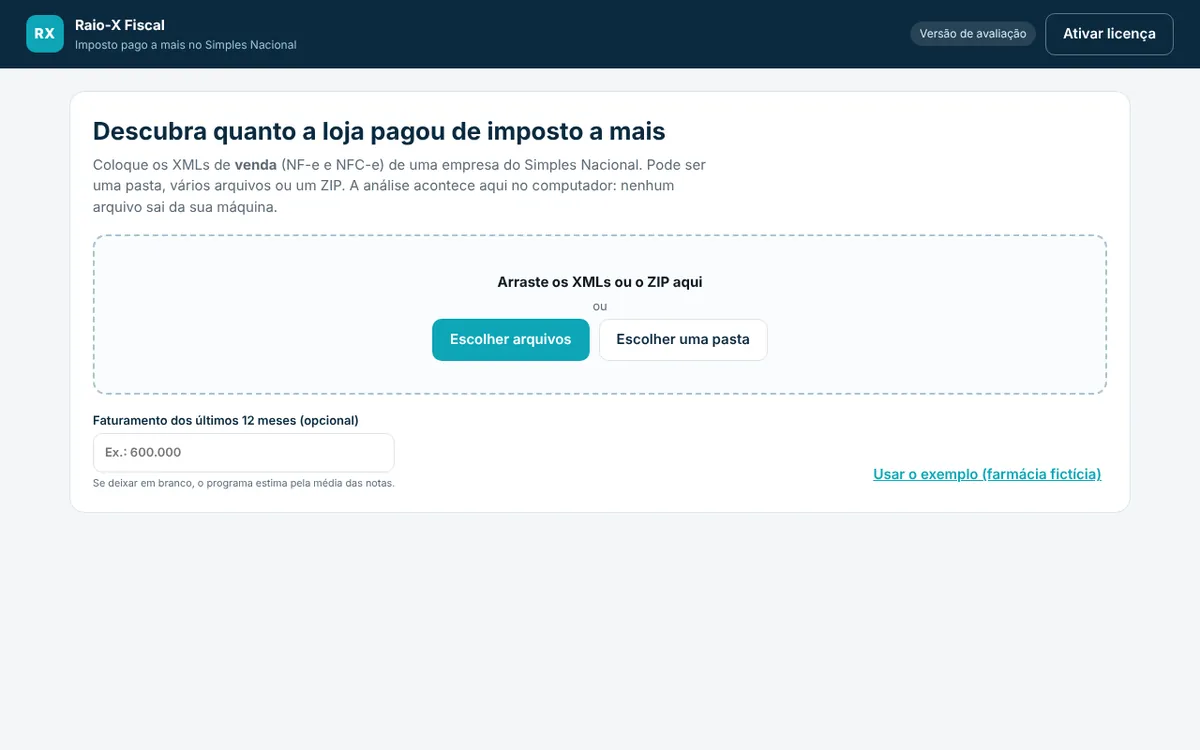 RX
Raio-X Fiscal
Imposto pago a mais no Simples Nacional
Versão de avaliação
Ativar licença
Descubra quanto a loja pagou de imposto a mais
Coloque os XMLs de venda (NF-e e NFC-e) de uma empresa do Simples Nacional. Pode ser
uma pasta, vários arquivos ou um ZIP. A análise acontece aqui no computador: nenhum
arquivo sai da sua máquina.
Arraste os XMLs ou o ZIP aqui
ou
Escolher arquivos
Escolher uma pasta
Faturamento dos últimos 12 meses (opcional)
Ex.: 600.000
Se deixar em branco, o programa estima pela média das notas.
Usar o exemplo (farmácia fictícia)